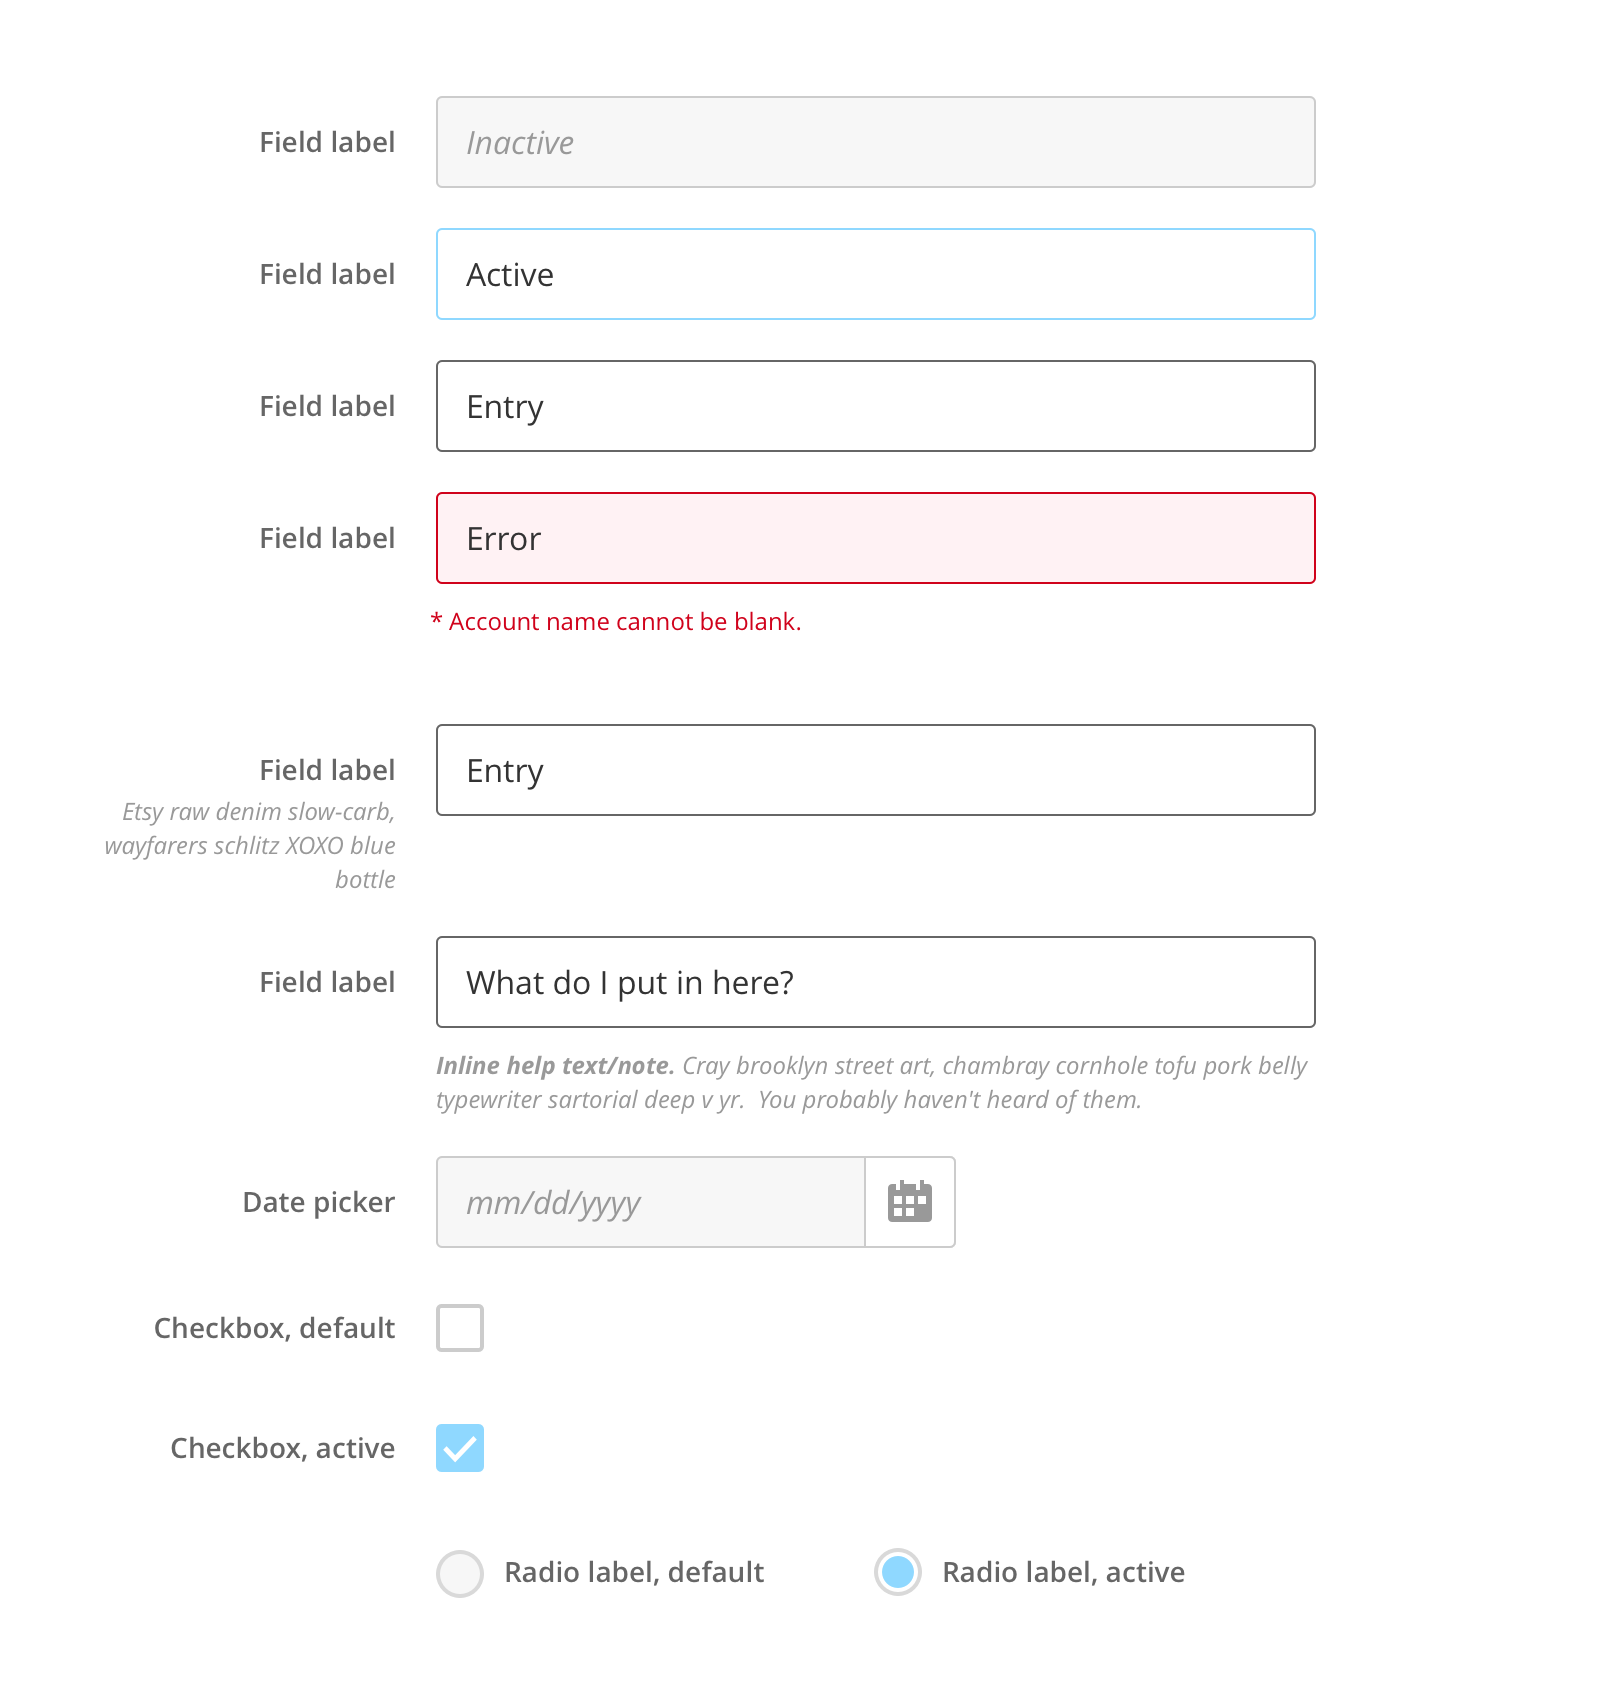 Field label
Inactive
Field label
Active
Field label
Entry
Field label
Error
* Account name cannot be blank.
Field label
Entry
Etsy raw denim slow-carb,
wayfarers schlitz XOXO blue
bottle
Field label
What do I put in here?
Inline help text/note. Cray brooklyn street art, chambray cornhole tofu pork belly
typewriter sartorial deep v yr.  You probably haven't heard of them.
Date picker
mm/dd/yyyy
Checkbox, default
Checkbox, active
Radio label, default
Radio label, active